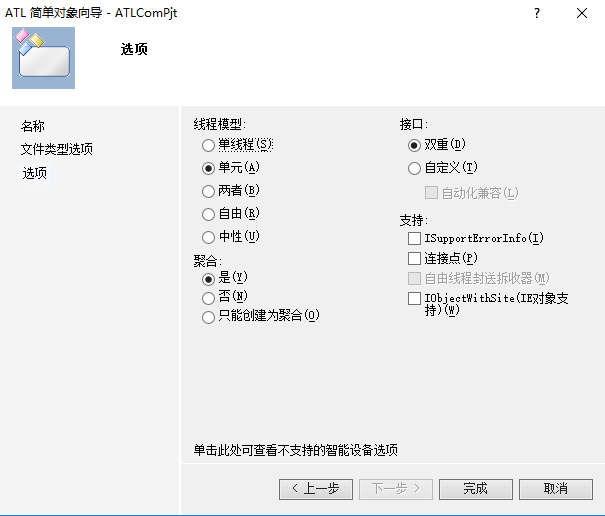 ATL 简单对象向导 - ATLComPjt
选项
名称
文件类型选项
选项
线程模型:
单线程(S)
单元(A)
两者(B)
自由(R)
中性(U)
聚合:
是(Y)
否(N)
只能创建为聚合(O)
接口:
双重(D)
自定义(T)
自动化兼容(L)
支持:
ISupportErrorInfo(I)
连接点(P)
自由线程封送拆收器(M)
IObjectWithSite(IE对象支
持)(W)
单击此处可查看不支持的智能设备选项
< 上一步
下一步 >
完成
取消